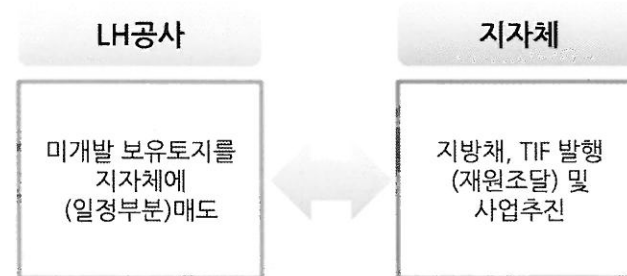 LH공사
미개발 보유토지를
지자체에
(일정부분)매도
지자체
지방채, TIF 발행
(재원조달) 및
사업추진